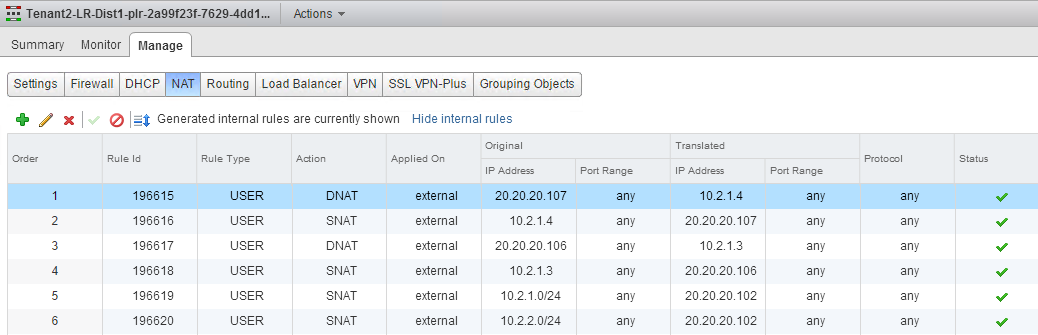 Tenant2-LR-Dist1-plr-2a99f23f-7629-4dd1... Actions
Summary Monitor Manage
Settings Firewall DHCP NAT Routing Load Balancer VPN SSL VPN-Plus Grouping Objects
Generated internal rules are currently shown Hide internal rules
Order Rule Id Rule Type Action Applied On Original Translated Protocol Status
IP Address Port Range IP Address Port Range
1 196615 USER DNAT external 20.20.20.107 any 10.2.1.4 any any
2 196616 USER SNAT external 10.2.1.4 any 20.20.20.107 any any
3 196617 USER DNAT external 20.20.20.106 any 10.2.1.3 any any
4 196618 USER SNAT external 10.2.1.3 any 20.20.20.106 any any
5 196619 USER SNAT external 10.2.1.0/24 any 20.20.20.102 any any
6 196620 USER SNAT external 10.2.2.0/24 any 20.20.20.102 any any